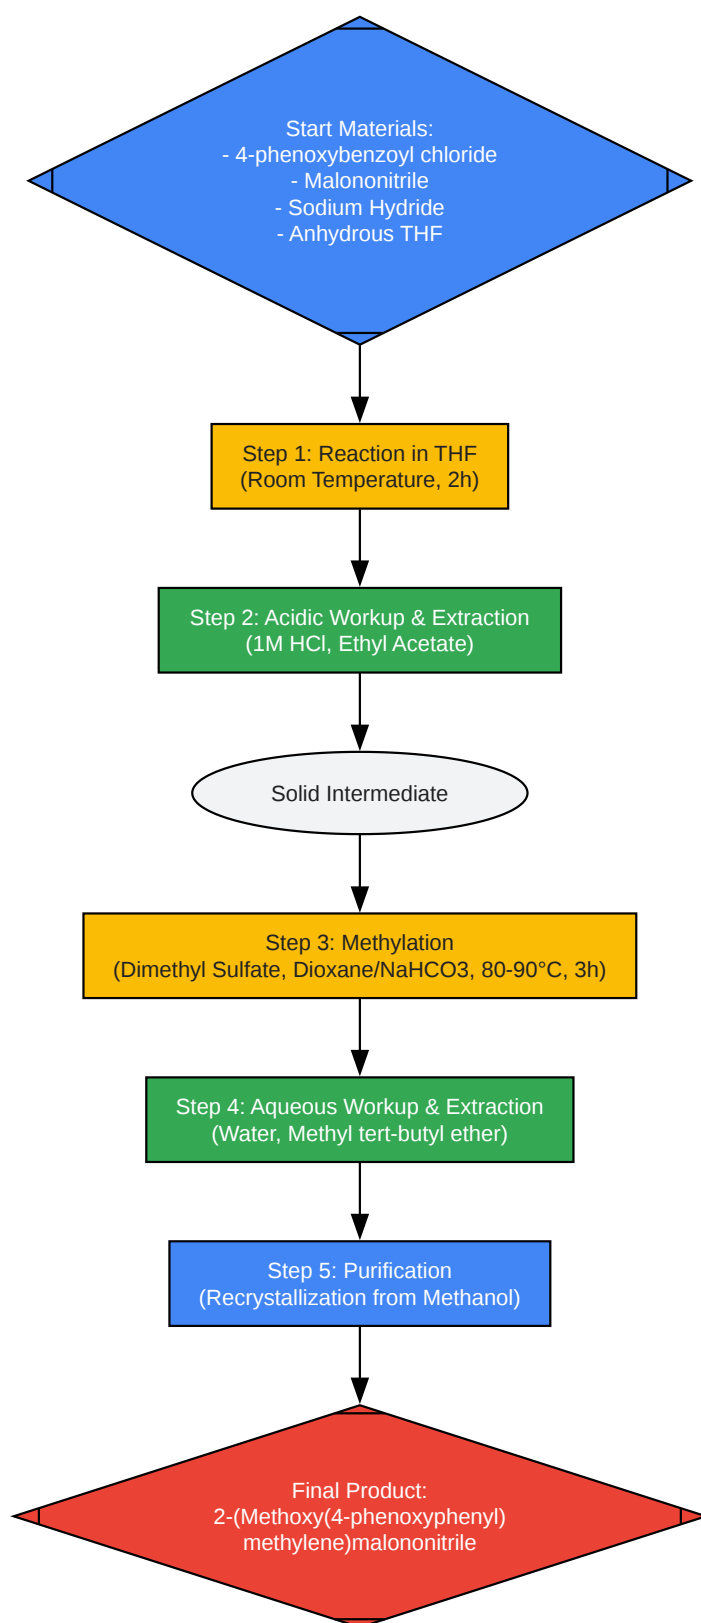 Start Materials:
- 4-phenoxybenzoyl chloride
- Malononitrile
- Sodium Hydride
- Anhydrous THF
Step 1: Reaction in THF
(Room Temperature, 2h)
Step 2: Acidic Workup & Extraction
(1M HCl, Ethyl Acetate)
Solid Intermediate
Step 3: Methylation
(Dimethyl Sulfate, Dioxane/NaHCO3, 80-90°C, 3h)
Step 4: Aqueous Workup & Extraction
(Water, Methyl tert-butyl ether)
Step 5: Purification
(Recrystallization from Methanol)
Final Product:
2-(Methoxy(4-phenoxyphenyl)
methylene)malononitrile